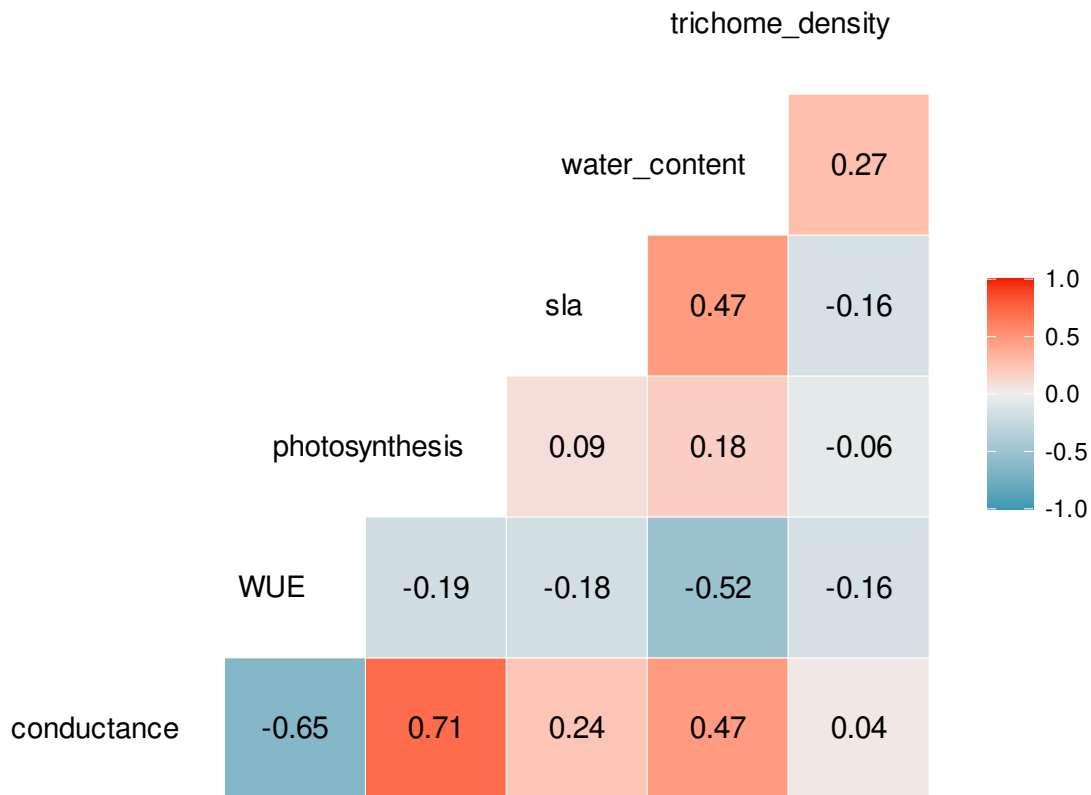 trichome_density
water_content 0.27
sla 0.47 -0.16
photosynthesis 0.09 0.18 -0.06
WUE -0.19 -0.18 -0.52 -0.16
conductance -0.65 0.71 0.24 0.47 0.04
1.0
0.5
0.0
-0.5
-1.0